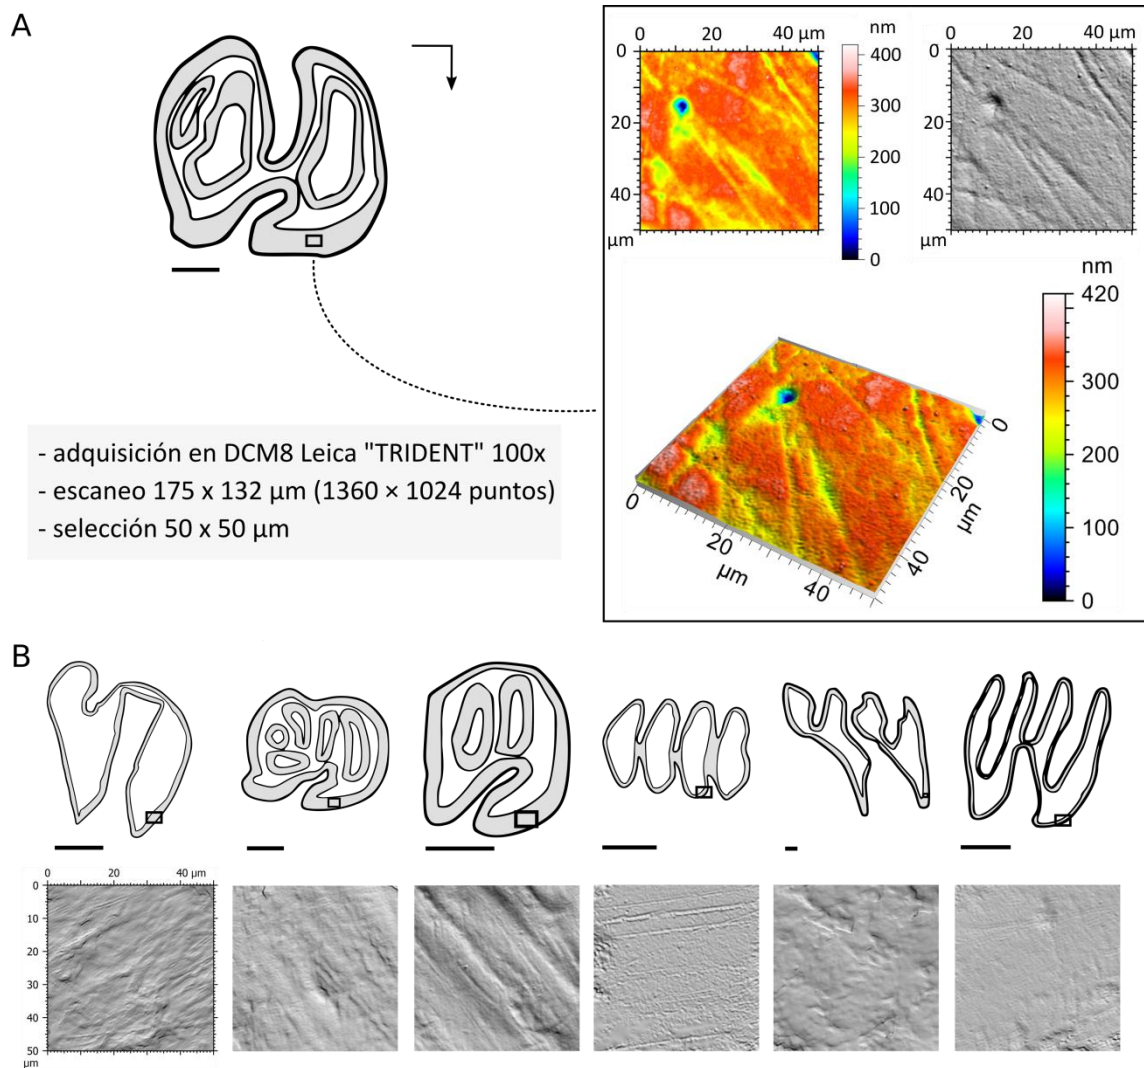 A
0 20 40 µm
0
20
40
µm
nm
400
300
200
100
0
0 20 40 µm
0
20
40
µm
- adquisición en DCM8 Leica "TRIDENT" 100x
- escaneo 175 x 132 µm (1360 × 1024 puntos)
- selección 50 x 50 µm
nm
420
400
300
200
100
0
0
20
40
µm
0
20
40
µm
B
0 20 40 µm
0
10
20
30
40
50
µm